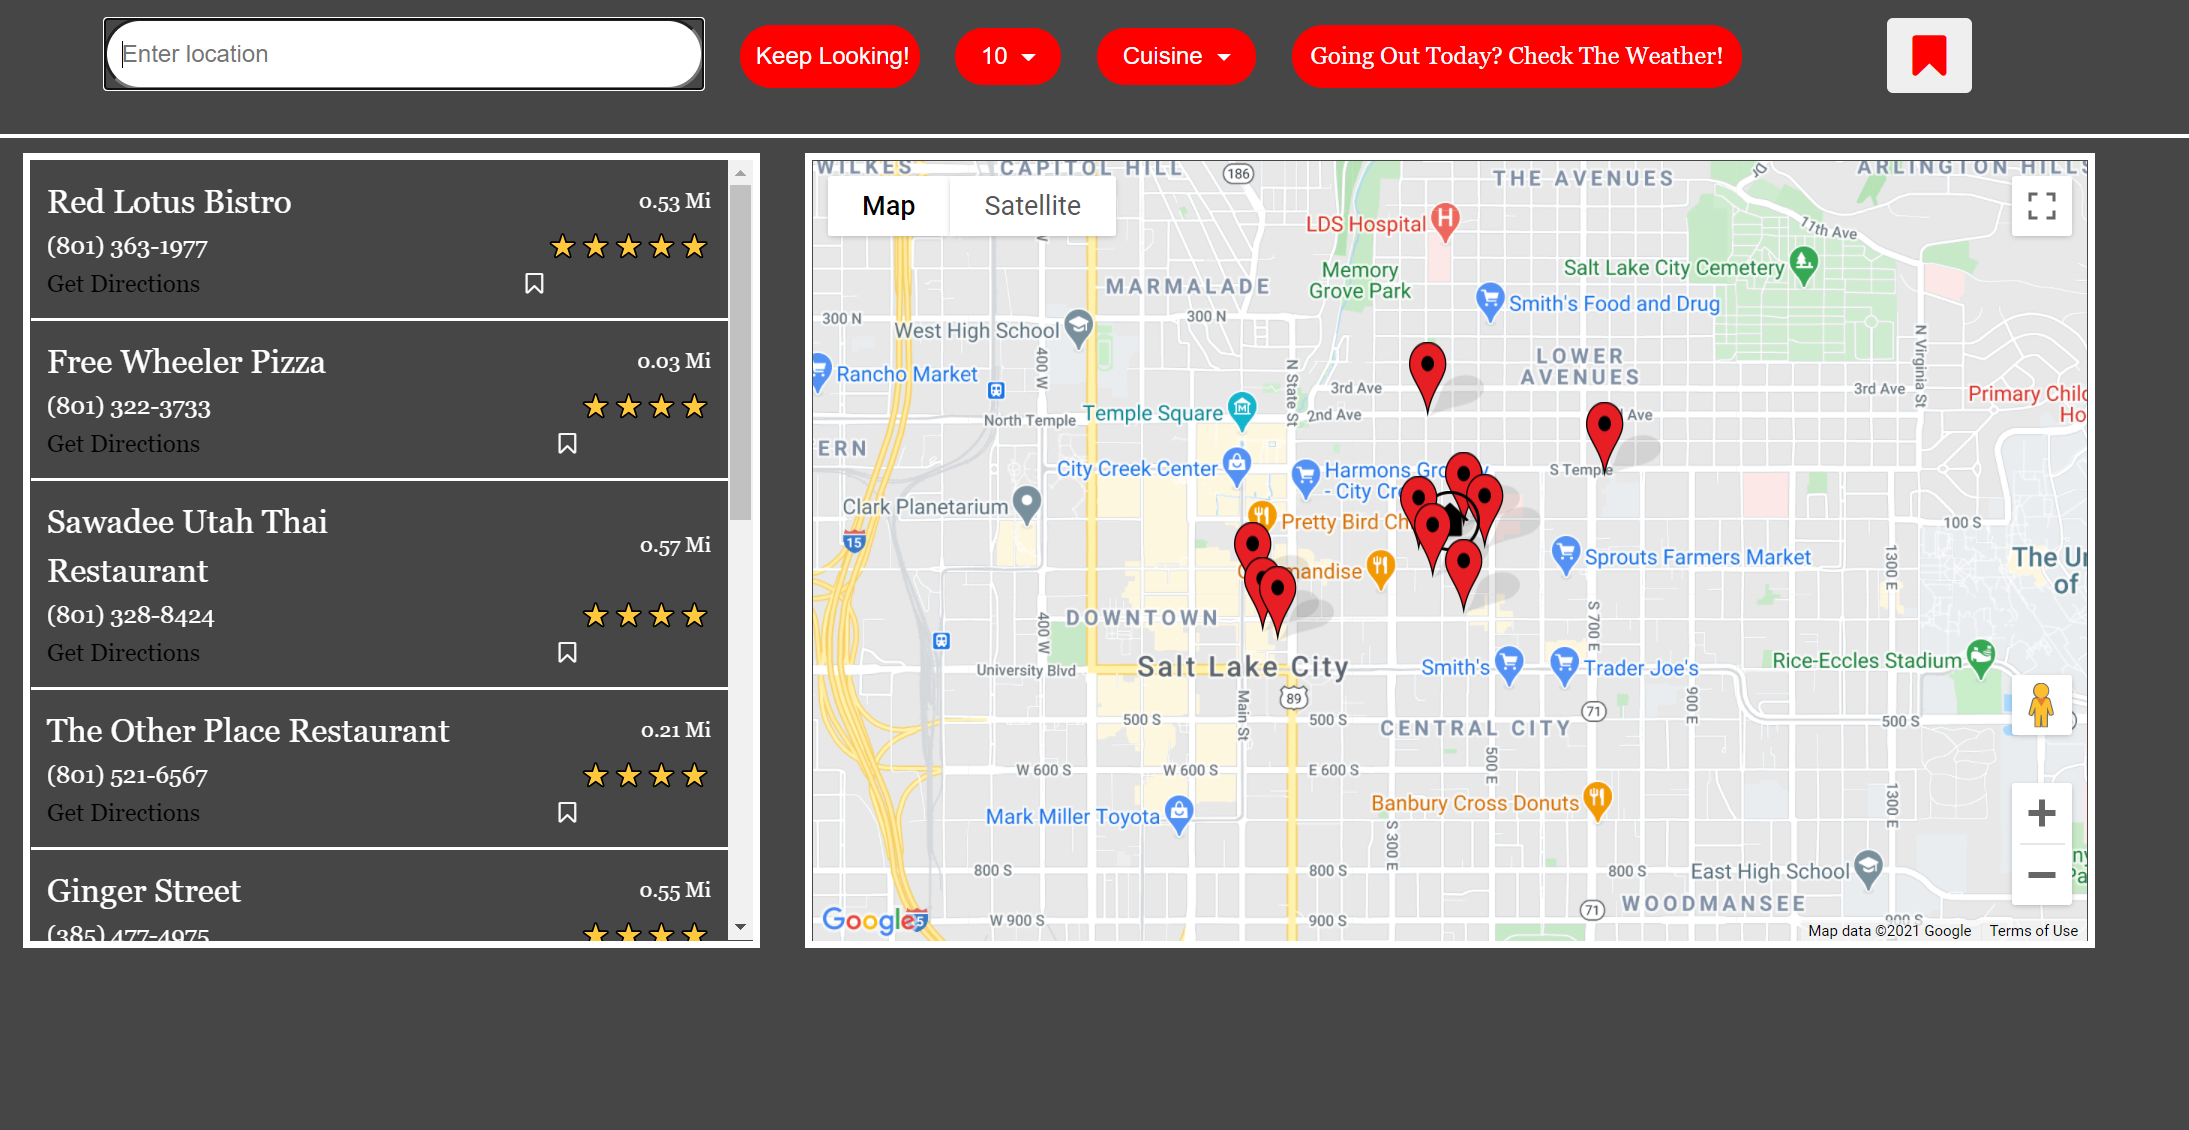 Enter location
Keep Looking!
10
Cuisine
Going Out Today? Check The Weather!
Red Lotus Bistro
0.53 Mi
(801) 363-1977
Get Directions
Free Wheeler Pizza
0.03 Mi
(801) 322-3733
Get Directions
Sawadee Utah Thai
Restaurant
0.57 Mi
(801) 328-8424
Get Directions
The Other Place Restaurant
0.21 Mi
(801) 521-6567
Get Directions
Ginger Street
0.55 Mi
(385) 477-4975
WILKES
CAPITOL HILL
186
THE AVENUES
ARLINGTON HILLS
Map
Satellite
LDS Hospital
H
11th Ave
Memory
Grove Park
Salt Lake City Cemetery
MARMALADE
Smith's Food and Drug
300 N
300 N
West High School
400 W
N State St
N Virginia St
LOWER
AVENUES
Rancho Market
3rd Ave
3rd Ave
Primary Chil
Ho
Temple Square
2nd Ave
Ave
North Temple
ERN
City Creek Center
Harmons Gro
- City Cr
S Temple
Clark Planetarium
Pretty Bird Ch
100 S
15
mandise
Sprouts Farmers Market
1300 E
The Un
of
DOWNTOWN
400 W
S 700 E
University Blvd
Salt Lake City
Smith's
Trader Joe's
Rice-Eccles Stadium
89
Main St
900 E
71
500 S
500 S
CENTRAL CITY
500 S
500 E
W 600 S
W 600 S
E 600 S
Mark Miller Toyota
Banbury Cross Donuts
1300 E
S 300 E
800 S
800 S
800 S
East High School
71
WOODMANSEE
Google
W 900 S
900 S
900 S
Map data ©2021 Google
Terms of Use